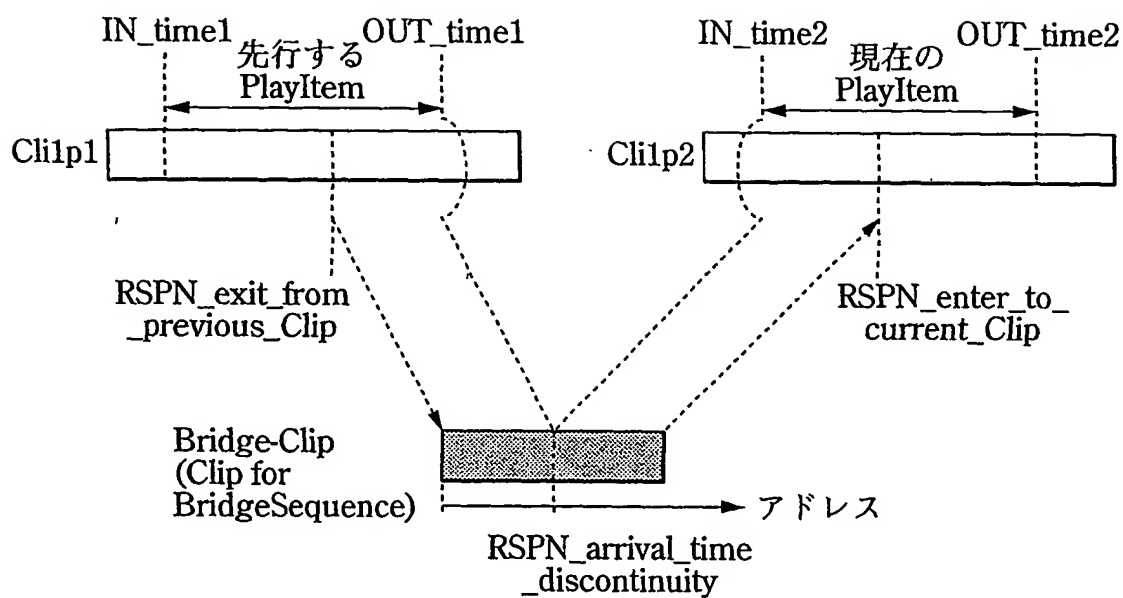 IN_time1
先行する
PlayItem
OUT_time1
IN_time2
現在の
PlayItem
OUT_time2
Cli1p1
Cli1p2
RSPN_exit_from
_previous_Clip
RSPN_enter_to_
current_Clip
Bridge-Clip
(Clip for
BridgeSequence)
アドレス
RSPN_arrival_time
_discontinuity